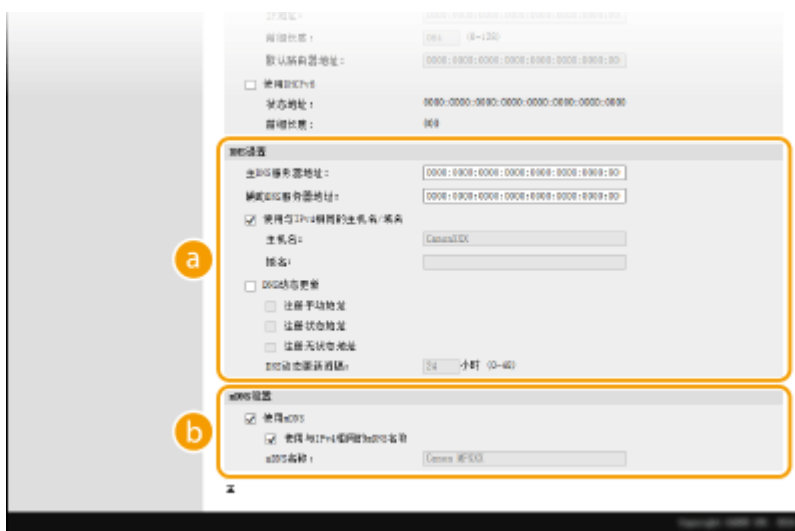 IP地址:
前缀长度: 064 (0-128)
默认路由器地址: 0000:0000:0000:0000:0000:0000:00
使用DHCPv6
状态地址: 0000:0000:0000:0000:0000:0000:0000:0000
前缀长度: 000
DNS设置
主DNS服务器地址: 0000:0000:0000:0000:0000:0000:00
辅助DNS服务器地址: 0000:0000:0000:0000:0000:0000:00
使用与IPv4相同的主机名/域名
主机名: CanonXXX
域名:
DNS动态更新
注册手动地址
注册状态地址
注册无状态地址
DNS动态更新间隔: 24 小时 (0-48)
mDNS设置
使用mDNS
使用与IPv4相同的mDNS名称
mDNS名称: Canon MFXXX
a
b